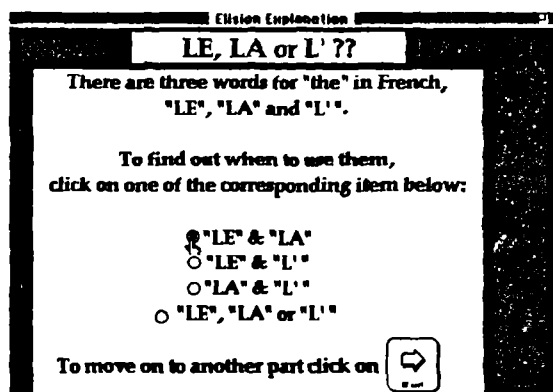 Elision Explanation
LE, LA or L' ??
There are three words for "the" in French,
"LE", "LA" and "L' ".
To find out when to use them,
click on one of the corresponding item below:
"LE" & "LA"
"LE" & "L' "
"LA" & "L' "
"LE", "LA" or "L' "
To move on to another part click on